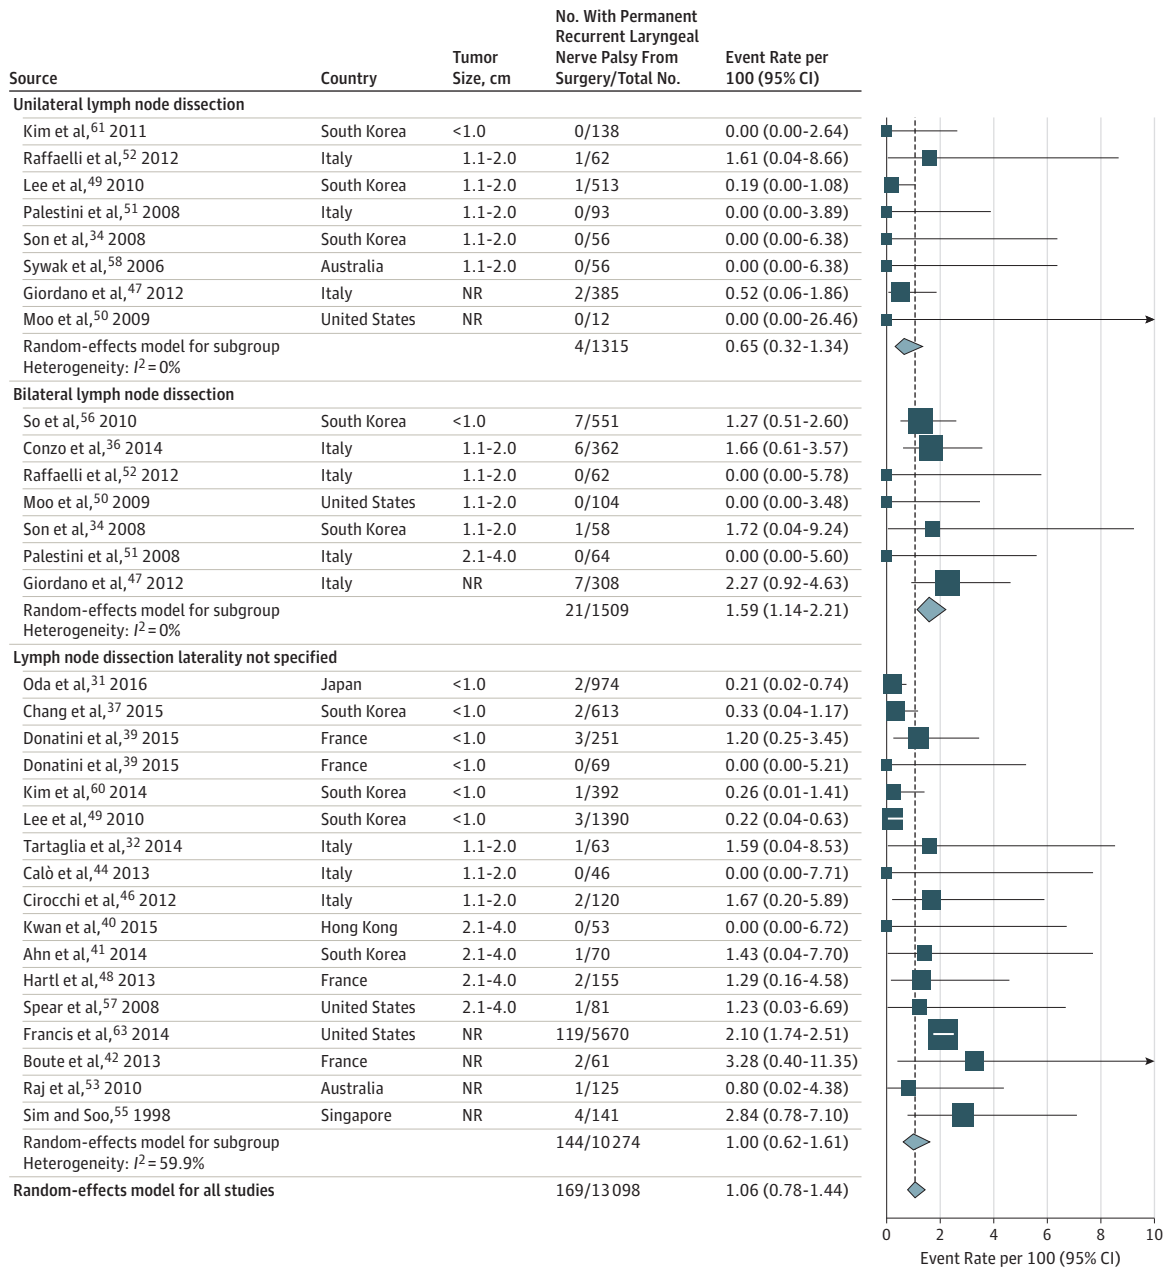 Source Country Tumor Size, cm No. With Permanent Recurrent Laryngeal Nerve Palsy From Surgery/Total No. Event Rate per 100 (95% CI)
Unilateral lymph node dissection
Kim et al,61 2011 South Korea <1.0 0/138 0.00 (0.00-2.64)
Raffaelli et al,52 2012 Italy 1.1-2.0 1/62 1.61 (0.04-8.66)
Lee et al,49 2010 South Korea 1.1-2.0 1/513 0.19 (0.00-1.08)
Palestini et al,51 2008 Italy 1.1-2.0 0/93 0.00 (0.00-3.89)
Son et al,34 2008 South Korea 1.1-2.0 0/56 0.00 (0.00-6.38)
Sywak et al,58 2006 Australia 1.1-2.0 0/56 0.00 (0.00-6.38)
Giordano et al,47 2012 Italy NR 2/385 0.52 (0.06-1.86)
Moo et al,50 2009 United States NR 0/12 0.00 (0.00-26.46)
Random-effects model for subgroup 4/1315 0.65 (0.32-1.34)
Heterogeneity: I2 = 0%
Bilateral lymph node dissection
So et al,56 2010 South Korea <1.0 7/551 1.27 (0.51-2.60)
Conzo et al,36 2014 Italy 1.1-2.0 6/362 1.66 (0.61-3.57)
Raffaelli et al,52 2012 Italy 1.1-2.0 0/62 0.00 (0.00-5.78)
Moo et al,50 2009 United States 1.1-2.0 0/104 0.00 (0.00-3.48)
Son et al,34 2008 South Korea 1.1-2.0 1/58 1.72 (0.04-9.24)
Palestini et al,51 2008 Italy 2.1-4.0 0/64 0.00 (0.00-5.60)
Giordano et al,47 2012 Italy NR 7/308 2.27 (0.92-4.63)
Random-effects model for subgroup 21/1509 1.59 (1.14-2.21)
Heterogeneity: I2 = 0%
Lymph node dissection laterality not specified
Oda et al,31 2016 Japan <1.0 2/974 0.21 (0.02-0.74)
Chang et al,37 2015 South Korea <1.0 2/613 0.33 (0.04-1.17)
Donatini et al,39 2015 France <1.0 3/251 1.20 (0.25-3.45)
Donatini et al,39 2015 France <1.0 0/69 0.00 (0.00-5.21)
Kim et al,60 2014 South Korea <1.0 1/392 0.26 (0.01-1.41)
Lee et al,49 2010 South Korea <1.0 3/1390 0.22 (0.04-0.63)
Tartaglia et al,32 2014 Italy 1.1-2.0 1/63 1.59 (0.04-8.53)
Calò et al,44 2013 Italy 1.1-2.0 0/46 0.00 (0.00-7.71)
Cirocchi et al,46 2012 Italy 1.1-2.0 2/120 1.67 (0.20-5.89)
Kwan et al,40 2015 Hong Kong 2.1-4.0 0/53 0.00 (0.00-6.72)
Ahn et al,41 2014 South Korea 2.1-4.0 1/70 1.43 (0.04-7.70)
Hartl et al,48 2013 France 2.1-4.0 2/155 1.29 (0.16-4.58)
Spear et al,57 2008 United States 2.1-4.0 1/81 1.23 (0.03-6.69)
Francis et al,63 2014 United States NR 119/5670 2.10 (1.74-2.51)
Boute et al,42 2013 France NR 2/61 3.28 (0.40-11.35)
Raj et al,53 2010 Australia NR 1/125 0.80 (0.02-4.38)
Sim and Soo,55 1998 Singapore NR 4/141 2.84 (0.78-7.10)
Random-effects model for subgroup 144/10 274 1.00 (0.62-1.61)
Heterogeneity: I2 = 59.9%
Random-effects model for all studies 169/13 098 1.06 (0.78-1.44)
0 2 4 6 8 10
Event Rate per 100 (95% CI)